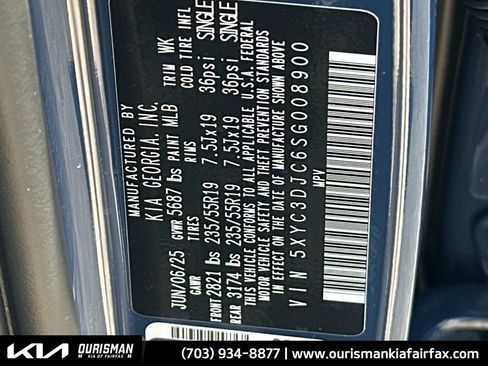 MANUFACTURED BY
KIA GEORGIA, INC.
JUN/06/25 GVWR 5687 lbs PAINT MLB TRIM WK
GAWR TIRES RIMS COLD TIRE INFL
FRONT 2821 lbs 235/55R19 7.5Jx19 36psi SINGLE
REAR 3174 lbs 235/55R19 7.5Jx19 36psi SINGLE
THIS VEHICLE CONFORMS TO ALL APPLICABLE U.S.A. FEDERAL
MOTOR VEHICLE SAFETY AND THEFT PREVENTION STANDARDS
IN EFFECT ON THE DATE OF MANUFACTURE SHOWN ABOVE
VIN 5XYC3DJC6SG008900
MPV
KIA OURISMAN
KIA OF FAIRFAX
(703) 934-8877 | www.ourismankiafairfax.com